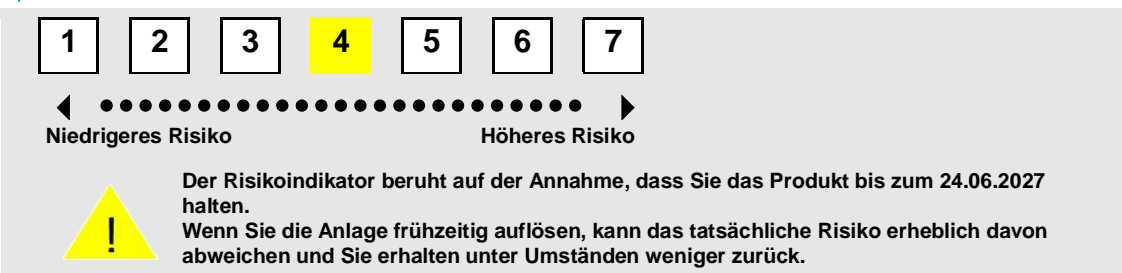 1 2 3 4 5 6 7
Niedrigeres Risiko Höheres Risiko
Der Risikoindikator beruht auf der Annahme, dass Sie das Produkt bis zum 24.06.2027
halten.
Wenn Sie die Anlage frühzeitig auflösen, kann das tatsächliche Risiko erheblich davon
abweichen und Sie erhalten unter Umständen weniger zurück.
!